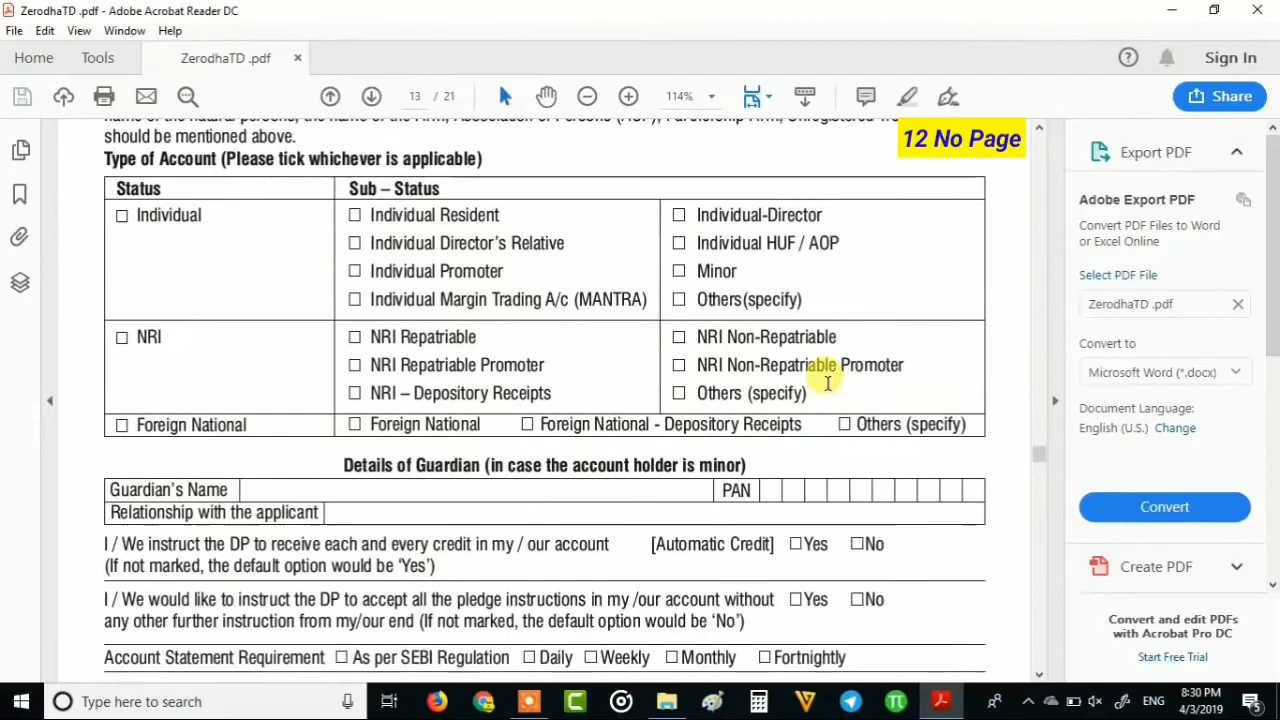 ZerodhaTD .pdf - Adobe Acrobat Reader DC
File Edit View Window Help
Home Tools ZerodhaTD .pdf × Sign In
13 / 21 114% Share
should be mentioned above.
12 No Page
Type of Account (Please tick whichever is applicable)
Status Sub – Status
Individual Individual Resident Individual-Director
Individual Director's Relative Individual HUF / AOP
Individual Promoter Minor
Individual Margin Trading A/c (MANTRA) Others(specify)
NRI NRI Repatriable NRI Non-Repatriable
NRI Repatriable Promoter NRI Non-Repatriable Promoter
NRI – Depository Receipts Others (specify)
Foreign National Foreign National Foreign National - Depository Receipts Others (specify)
Details of Guardian (in case the account holder is minor)
Guardian's Name PAN
Relationship with the applicant
I / We instruct the DP to receive each and every credit in my / our account [Automatic Credit] Yes No
(If not marked, the default option would be 'Yes')
I / We would like to instruct the DP to accept all the pledge instructions in my /our account without Yes No
any other further instruction from my/our end (If not marked, the default option would be 'No')
Account Statement Requirement As per SEBI Regulation Daily Weekly Monthly Fortnightly
Export PDF
Adobe Export PDF
Convert PDF Files to Word
or Excel Online
Select PDF File
ZerodhaTD .pdf
Convert to
Microsoft Word (*.docx)
Document Language:
English (U.S.) Change
Convert
Create PDF
Convert and edit PDFs
with Acrobat Pro DC
Start Free Trial
Type here to search
ENG
8:30 PM
4/3/2019
5